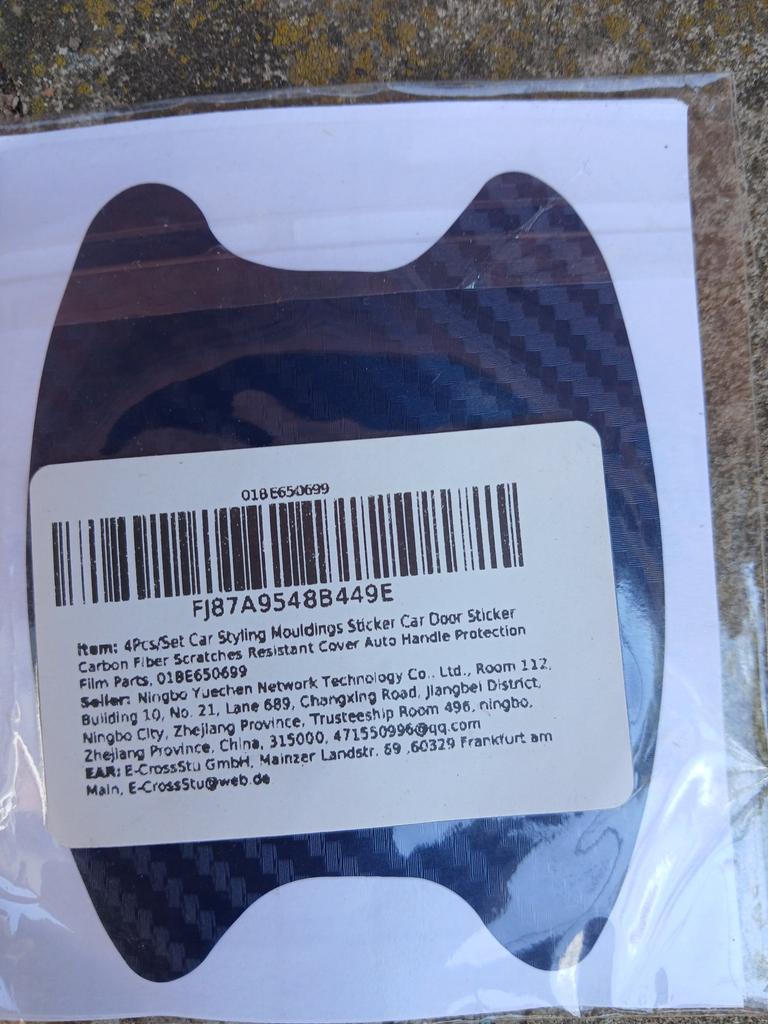 01BE650699
FJ87A9548B449E
Item: 4Pcs/Set Car Styling Mouldings Sticker Car Door Sticker
Carbon Fiber Scratches Resistant Cover Auto Handle Protection
Film Parts, 01BE650699
Seller: Ningbo Yuechen Network Technology Co., Ltd., Room 112,
Building 10, No. 21, Lane 689, Changxing Road, Jiangbei District,
Ningbo City, Zhejiang Province, Trusteeship Room 496, ningbo,
Zhejiang Province, China, 315000, 471550996@qq.com
EAR: E-CrossStu GmbH, Mainzer Landstr. 69 ,60329 Frankfurt am
Main, E-CrossStu@web.de